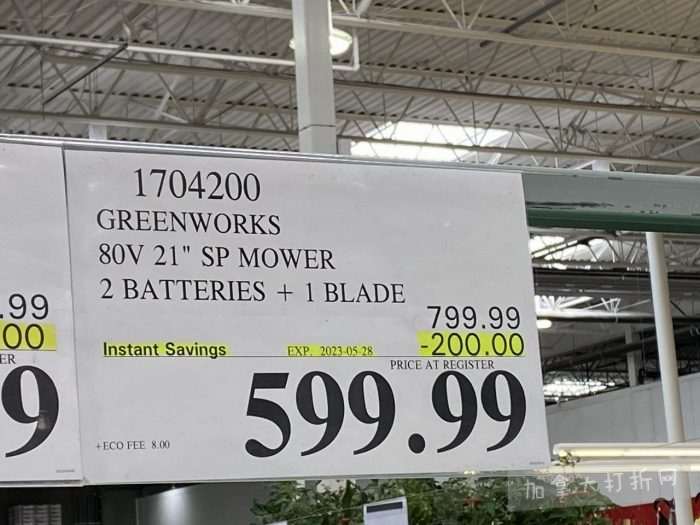 .99
00
ER
9
1704200
GREENWORKS
80V 21" SP MOWER
2 BATTERIES + 1 BLADE
799.99
Instant Savings EXP. 2023-05-28 -200.00
PRICE AT REGISTER
599.99
+ECO FEE 8.00
加拿大打折网